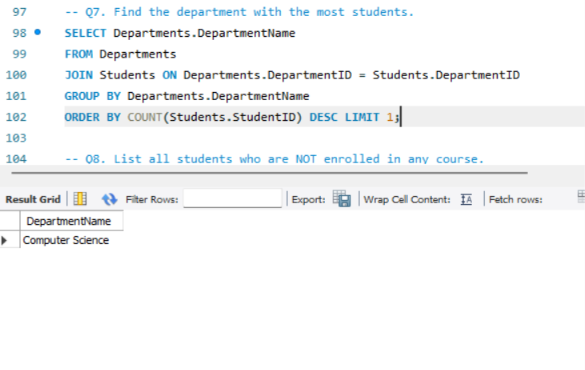 97 -- Q7. Find the department with the most students.
98 SELECT Departments.DepartmentName
99 FROM Departments
100 JOIN Students ON Departments.DepartmentID = Students.DepartmentID
101 GROUP BY Departments.DepartmentName
102 ORDER BY COUNT(Students.StudentID) DESC LIMIT 1;
103
104 -- Q8. List all students who are NOT enrolled in any course.
Result Grid Filter Rows: Export: Wrap Cell Content: IA Fetch rows:
DepartmentName
Computer Science